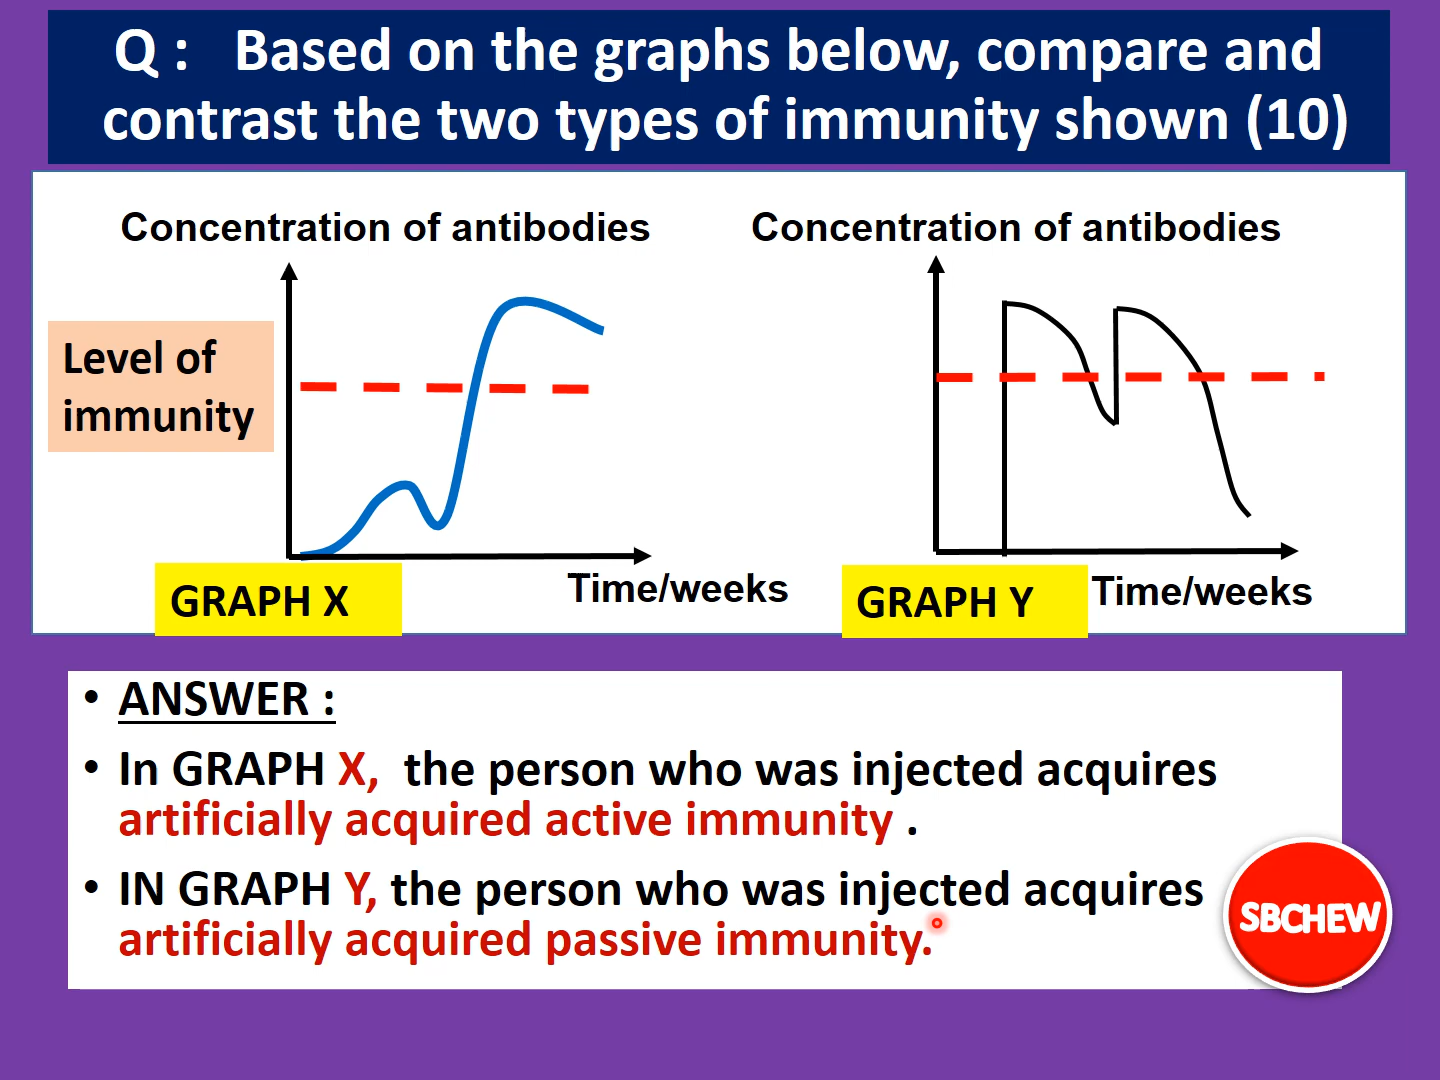 Q :   Based on the graphs below, compare and
contrast the two types of immunity shown (10)
Concentration of antibodies
Concentration of antibodies
Level of
immunity
GRAPH X
Time/weeks
GRAPH Y
Time/weeks
• ANSWER :
• In GRAPH X,  the person who was injected acquires
artificially acquired active immunity .
• IN GRAPH Y, the person who was injected acquires
artificially acquired passive immunity.
SBCHEW